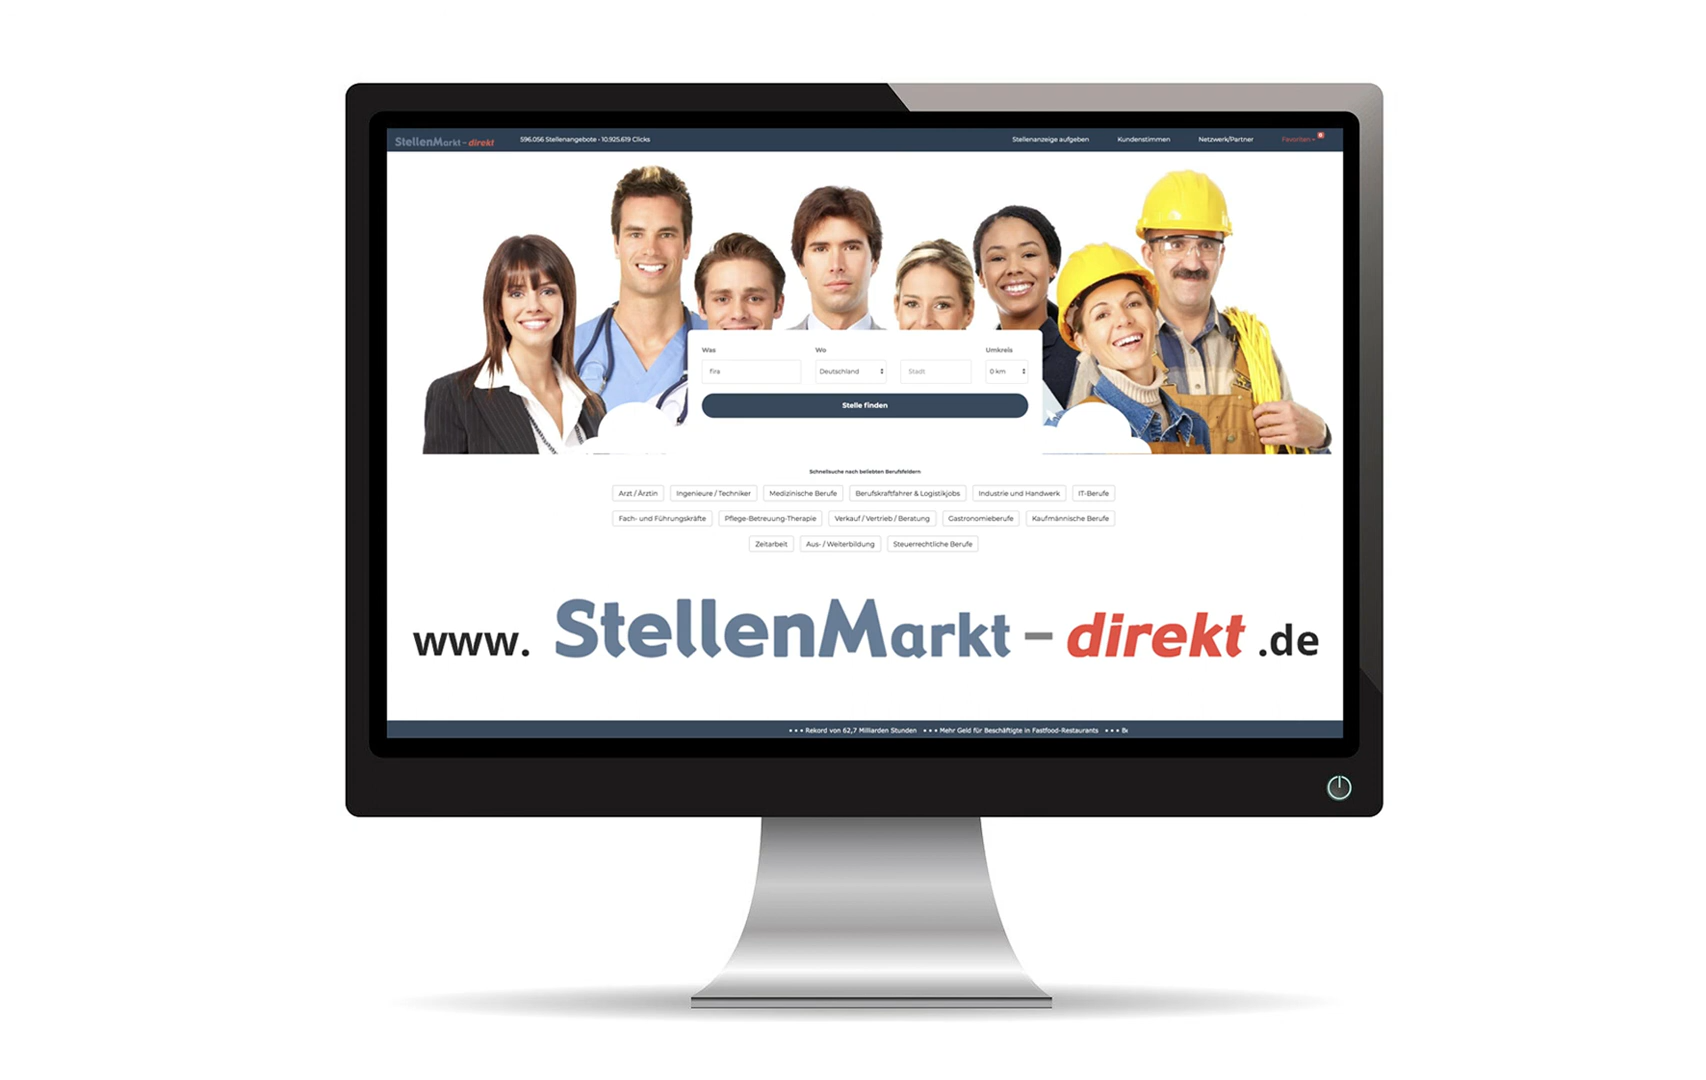 StellenMarkt - direkt 596.056 Stellenangebote • 10.925.619 Clicks Stellenanzeige aufgeben Kundenstimmen Netzwerk/Partner Favoriten
Was Wo Umkreis
fira Deutschland Stadt 0 km
Stelle finden
Schnellsuche nach beliebten Berufsfeldern
Arzt / Ärztin Ingenieure / Techniker Medizinische Berufe Berufskraftfahrer & Logistikjobs Industrie und Handwerk IT-Berufe
Fach- und Führungskräfte Pflege-Betreuung-Therapie Verkauf / Vertrieb / Beratung Gastronomieberufe Kaufmännische Berufe
Zeitarbeit Aus- / Weiterbildung Steuerrechtliche Berufe
www. StellenMarkt - direkt .de
• • • Rekord von 62,7 Milliarden Stunden • • • Mehr Geld für Beschäftigte in Fastfood-Restaurants • • • Be